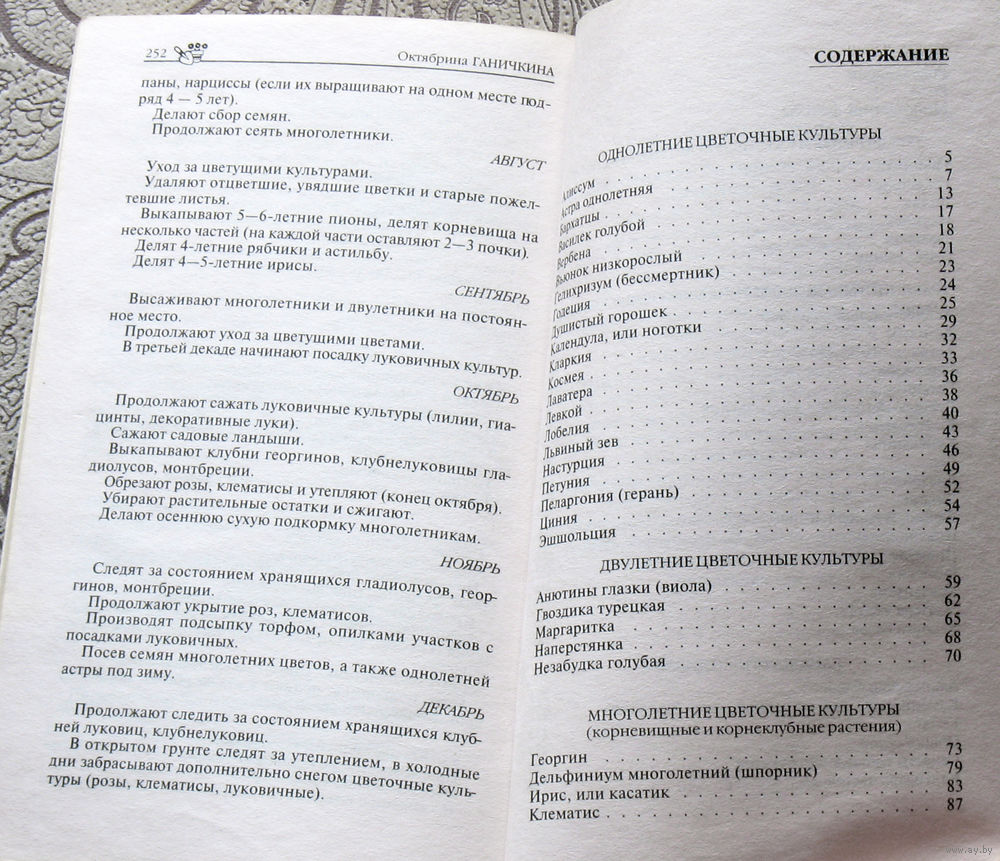 252
Октябрина ГАНИЧКИНА
паны, нарциссы (если их выращивают на одном месте под-
ряд 4 — 5 лет).
Делают сбор семян.
Продолжают сеять многолетники.
АВГУСТ
Уход за цветущими культурами.
Удаляют отцветшие, увядшие цветки и старые пожел-
тевшие листья.
Выкапывают 5—6-летние пионы, делят корневища на
несколько частей (на каждой части оставляют 2—3 почки).
Делят 4-летние рябчики и астильбу.
Делят 4—5-летние ирисы.
СЕНТЯБРЬ
Высаживают многолетники и двулетники на постоян-
ное место.
Продолжают уход за цветущими цветами.
В третьей декаде начинают посадку луковичных культур.
ОКТЯБРЬ
Продолжают сажать луковичные культуры (лилии, гиа-
цинты, декоративные луки).
Сажают садовые ландыши.
Выкапывают клубни георгинов, клубнелуковицы гла-
диолусов, монтбреции.
Обрезают розы, клематисы и утепляют (конец октября).
Убирают растительные остатки и сжигают.
Делают осеннюю сухую подкормку многолетникам.
НОЯБРЬ
Следят за состоянием хранящихся гладиолусов, геор-
гинов, монтбреции.
Продолжают укрытие роз, клематисов.
Производят подсыпку торфом, опилками участков с
посадками луковичных.
Посев семян многолетних цветов, а также однолетней
астры под зиму.
ДЕКАБРЬ
Продолжают следить за состоянием хранящихся клуб-
ней луковиц, клубнелуковиц.
В открытом грунте следят за утеплением, в холодные
дни забрасывают дополнительно снегом цветочные куль-
туры (розы, клематисы, луковичные).
СОДЕРЖАНИЕ
ОДНОЛЕТНИЕ ЦВЕТОЧНЫЕ КУЛЬТУРЫ
Алиссум . . . . . 5
Астра однолетняя . . . . . 7
Бархатцы . . . . . 13
Василек голубой . . . . . 17
Вербена . . . . . 18
Вьюнок низкорослый . . . . . 21
Гелихризум (бессмертник) . . . . . 23
Годеция . . . . . 24
Душистый горошек . . . . . 25
Календула, или ноготки . . . . . 29
Кларкия . . . . . 32
Космея . . . . . 33
Лаватера . . . . . 36
Левкой . . . . . 38
Лобелия . . . . . 40
Львиный зев . . . . . 43
Настурция . . . . . 46
Петуния . . . . . 49
Пеларгония (герань) . . . . . 52
Циния . . . . . 54
Эшшольция . . . . . 57
ДВУЛЕТНИЕ ЦВЕТОЧНЫЕ КУЛЬТУРЫ
Анютины глазки (виола) . . . . . 59
Гвоздика турецкая . . . . . 62
Маргаритка . . . . . 65
Наперстянка . . . . . 68
Незабудка голубая . . . . . 70
МНОГОЛЕТНИЕ ЦВЕТОЧНЫЕ КУЛЬТУРЫ
(корневищные и корнеклубные растения)
Георгин . . . . . 73
Дельфиниум многолетний (шпорник) . . . . . 79
Ирис, или касатик . . . . . 83
Клематис . . . . . 87
www.ay.by